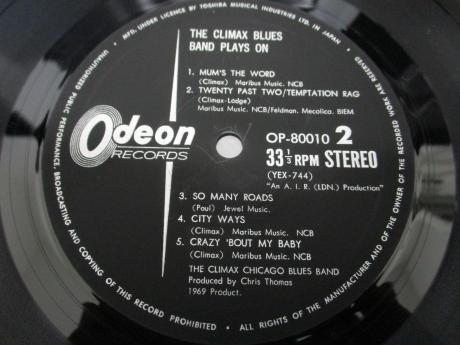 MFD. UNDER LICENCE BY TOSHIBA MUSICAL INDUSTRIES LTD. IN JAPAN •
THE CLIMAX BLUES
BAND PLAYS ON
1. MUM'S THE WORD
(Climax) Maribus Music. NCB
2. TWENTY PAST TWO/TEMPTATION RAG
(Climax-Lodge)
Maribus Music. NCB/Feldman. Mecolico. BIEM
Odeon
RECORDS
OP-80010 2
33 1/3 RPM STEREO
(YEX-744)
"An A. I. R. (LDN.) Production"
3. SO MANY ROADS
(Paul) Jewel Music.
4. CITY WAYS
(Climax) Maribus Music. NCB
5. CRAZY 'BOUT MY BABY
(Climax) Maribus Music. NCB
THE CLIMAX CHICAGO BLUES BAND
Produced by Chris Thomas
1969 Product.
ALL RIGHTS OF THE MANUFACTURER AND OF THE OWNER OF THE RECORDED WORK ARE RESERVED
UNAUTHORIZED PUBLIC PERFORMANCE, BROADCASTING AND COPYING OF THIS RECORD PROHIBITED •